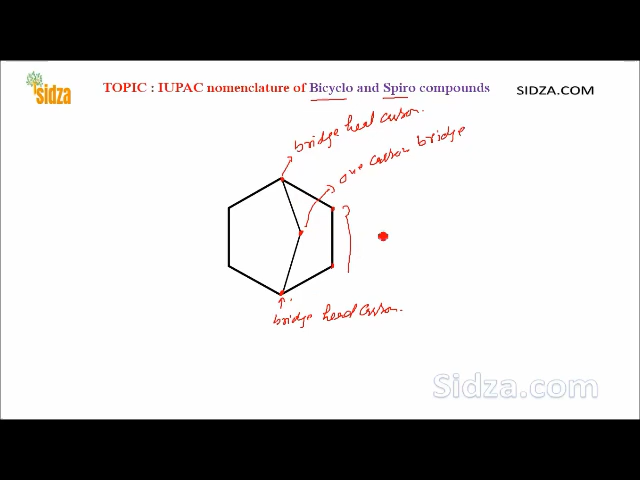 sidza
TOPIC : IUPAC nomenclature of Bicyclo and Spiro compounds
SIDZA.COM
bridge head carbon.
one carbon bridge
bridge head carbon.
Sidza.com